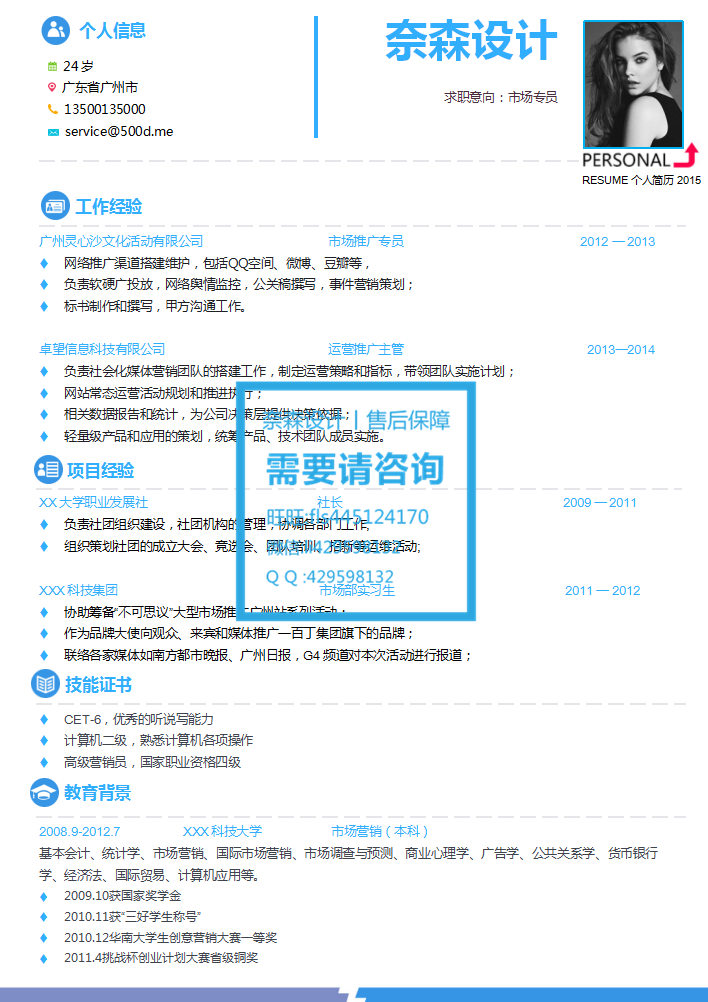 个人信息
24 岁
广东省广州市
13500135000
service@500d.me
奈森设计
求职意向：市场专员
PERSONAL
RESUME 个人简历 2015
工作经验
广州灵心沙文化活动有限公司 市场推广专员 2012 — 2013
网络推广渠道搭建维护，包括QQ空间、微博、豆瓣等，
负责软硬广投放，网络舆情监控，公关稿撰写，事件营销策划；
标书制作和撰写，甲方沟通工作。
卓望信息科技有限公司 运营推广主管 2013—2014
负责社会化媒体营销团队的搭建工作，制定运营策略和指标，带领团队实施计划；
网站常态运营活动规划和推进执行；
相关数据报告和统计，为公司决策层提供决策依据；
轻量级产品和应用的策划，统筹产品、技术团队成员实施。
奈森设计丨售后保障
需要请咨询
旺旺:fls445124170
QQ:429598132
项目经验
XX 大学职业发展社 社长 2009 — 2011
负责社团组织建设，社团机构的管理，协调各部门工作;
组织策划社团的成立大会、竞选会、团队培训、招新等运维活动;
XXX 科技集团 市场部实习生 2011 — 2012
协助筹备“不可思议”大型市场推广广州站系列活动；
作为品牌大使向观众、来宾和媒体推广一百丁集团旗下的品牌；
联络各家媒体如南方都市晚报、广州日报，G4 频道对本次活动进行报道；
技能证书
CET-6，优秀的听说写能力
计算机二级，熟悉计算机各项操作
高级营销员，国家职业资格四级
教育背景
2008.9-2012.7 XXX 科技大学 市场营销（本科）
基本会计、统计学、市场营销、国际市场营销、市场调查与预测、商业心理学、广告学、公共关系学、货币银行
学、经济法、国际贸易、计算机应用等。
2009.10获国家奖学金
2010.11获“三好学生称号”
2010.12华南大学生创意营销大赛一等奖
2011.4挑战杯创业计划大赛省级铜奖